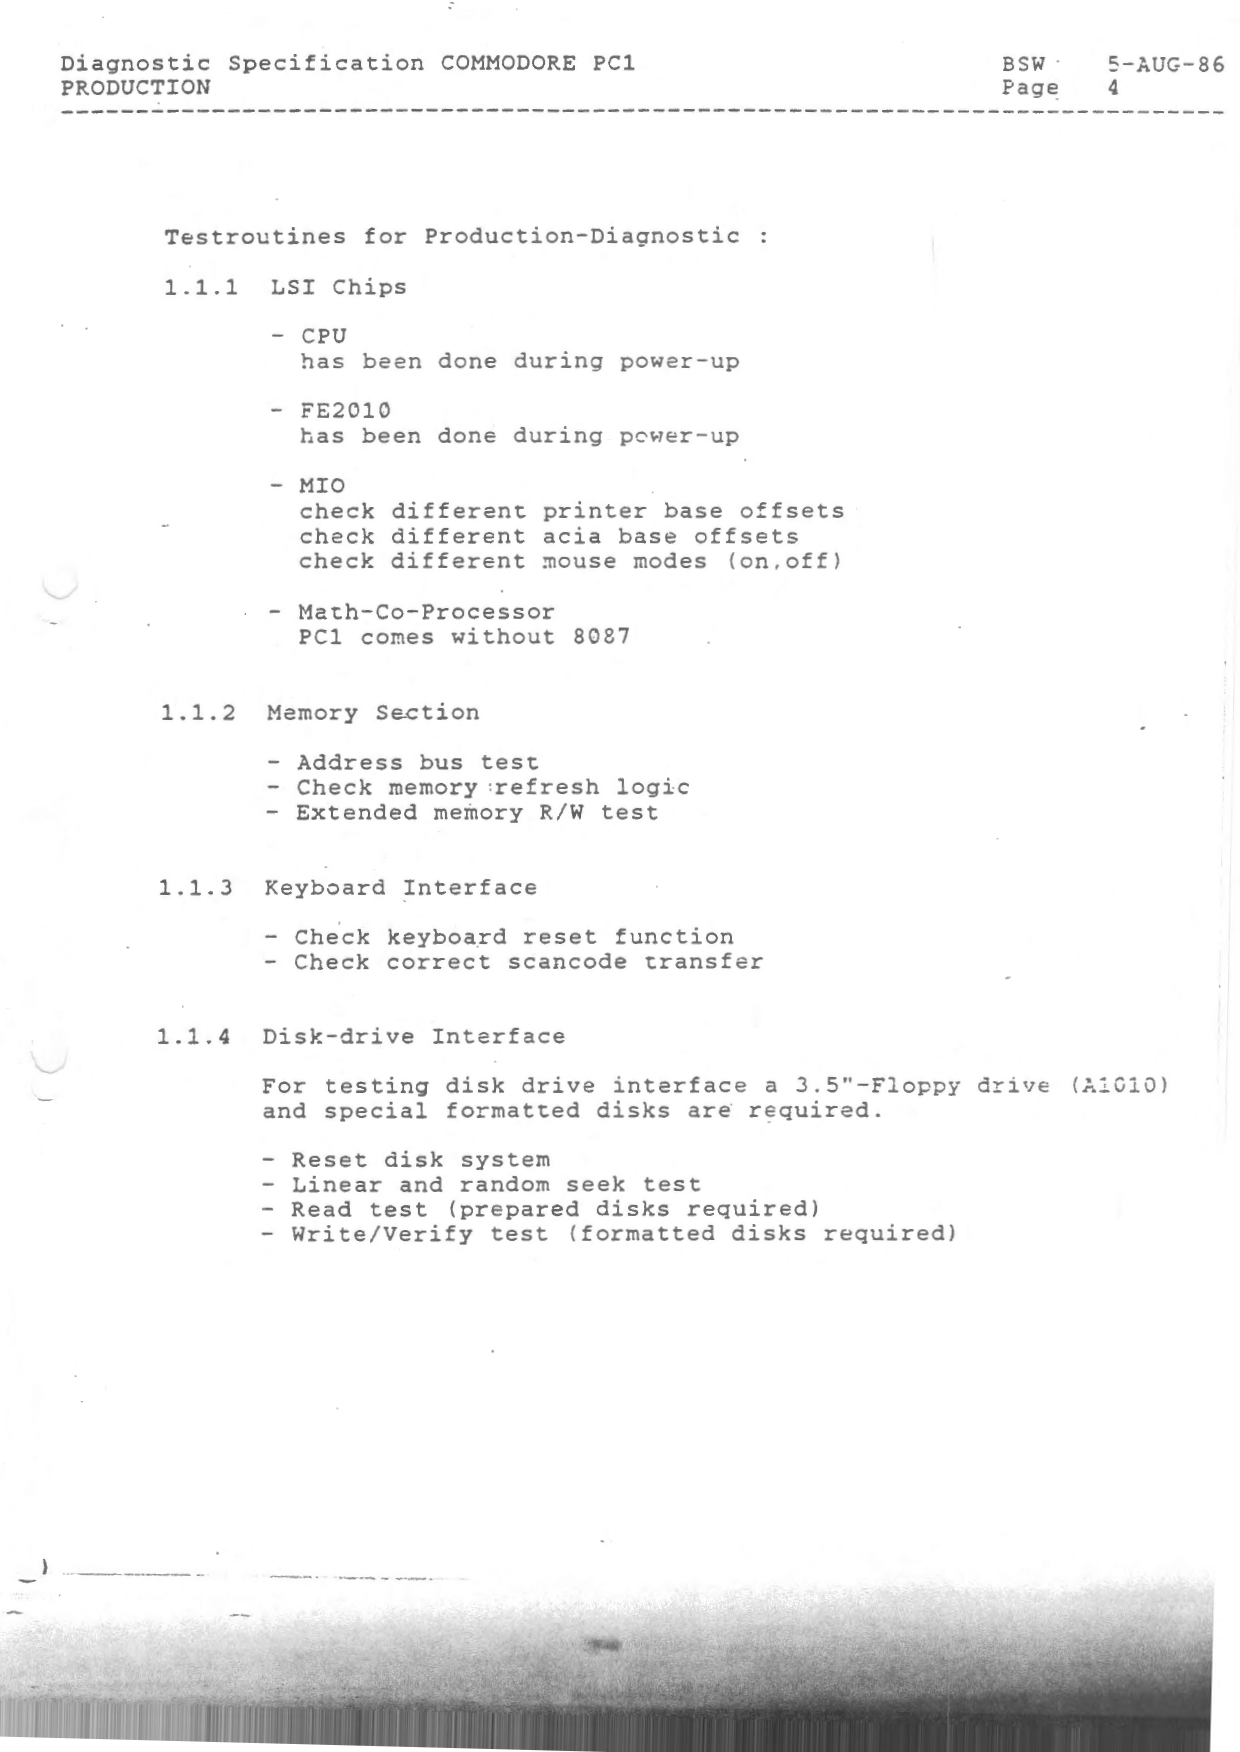 Diagnostic Specification COMMODORE PC1 BSW 5-AUG-86
PRODUCTION Page 4
Testroutines for Production-Diagnostic :
1.1.1 LSI Chips
- CPU
has been done during power-up
- FE2010
has been done during power-up
- MIO
check different printer base offsets
check different acia base offsets
check different mouse modes (on,off)
- Math-Co-Processor
PC1 comes without 8087
1.1.2 Memory Section
- Address bus test
- Check memory refresh logic
- Extended memory R/W test
1.1.3 Keyboard Interface
- Check keyboard reset function
- Check correct scancode transfer
1.1.4 Disk-drive Interface
For testing disk drive interface a 3.5"-Floppy drive (A1010)
and special formatted disks are required.
- Reset disk system
- Linear and random seek test
- Read test (prepared disks required)
- Write/Verify test (formatted disks required)